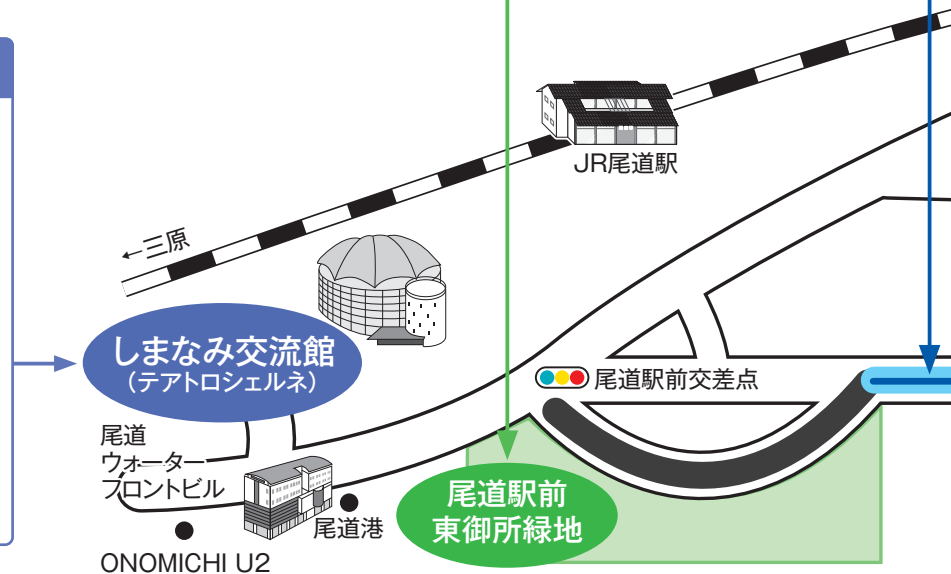 JR尾道駅
←三原
しまなみ交流館
（テアトロシェルネ）
尾道駅前交差点
尾道
ウォーター
フロントビル
尾道港
尾道駅前
東御所緑地
ONOMICHI U2